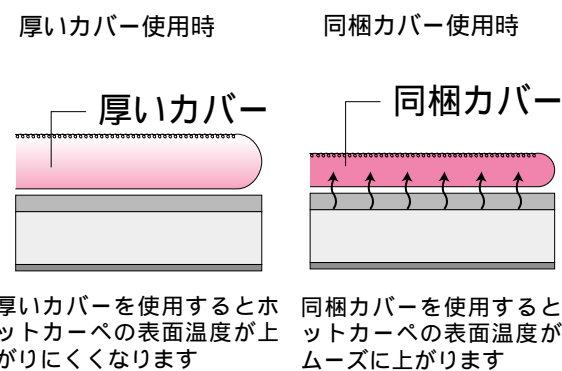 厚いカバー使用時
同梱カバー使用時
厚いカバー
同梱カバー
厚いカバーを使用するとホ
ットカーペの表面温度が上
がりにくくなります
同梱カバーを使用すると
ットカーペの表面温度が
ムーズに上がります